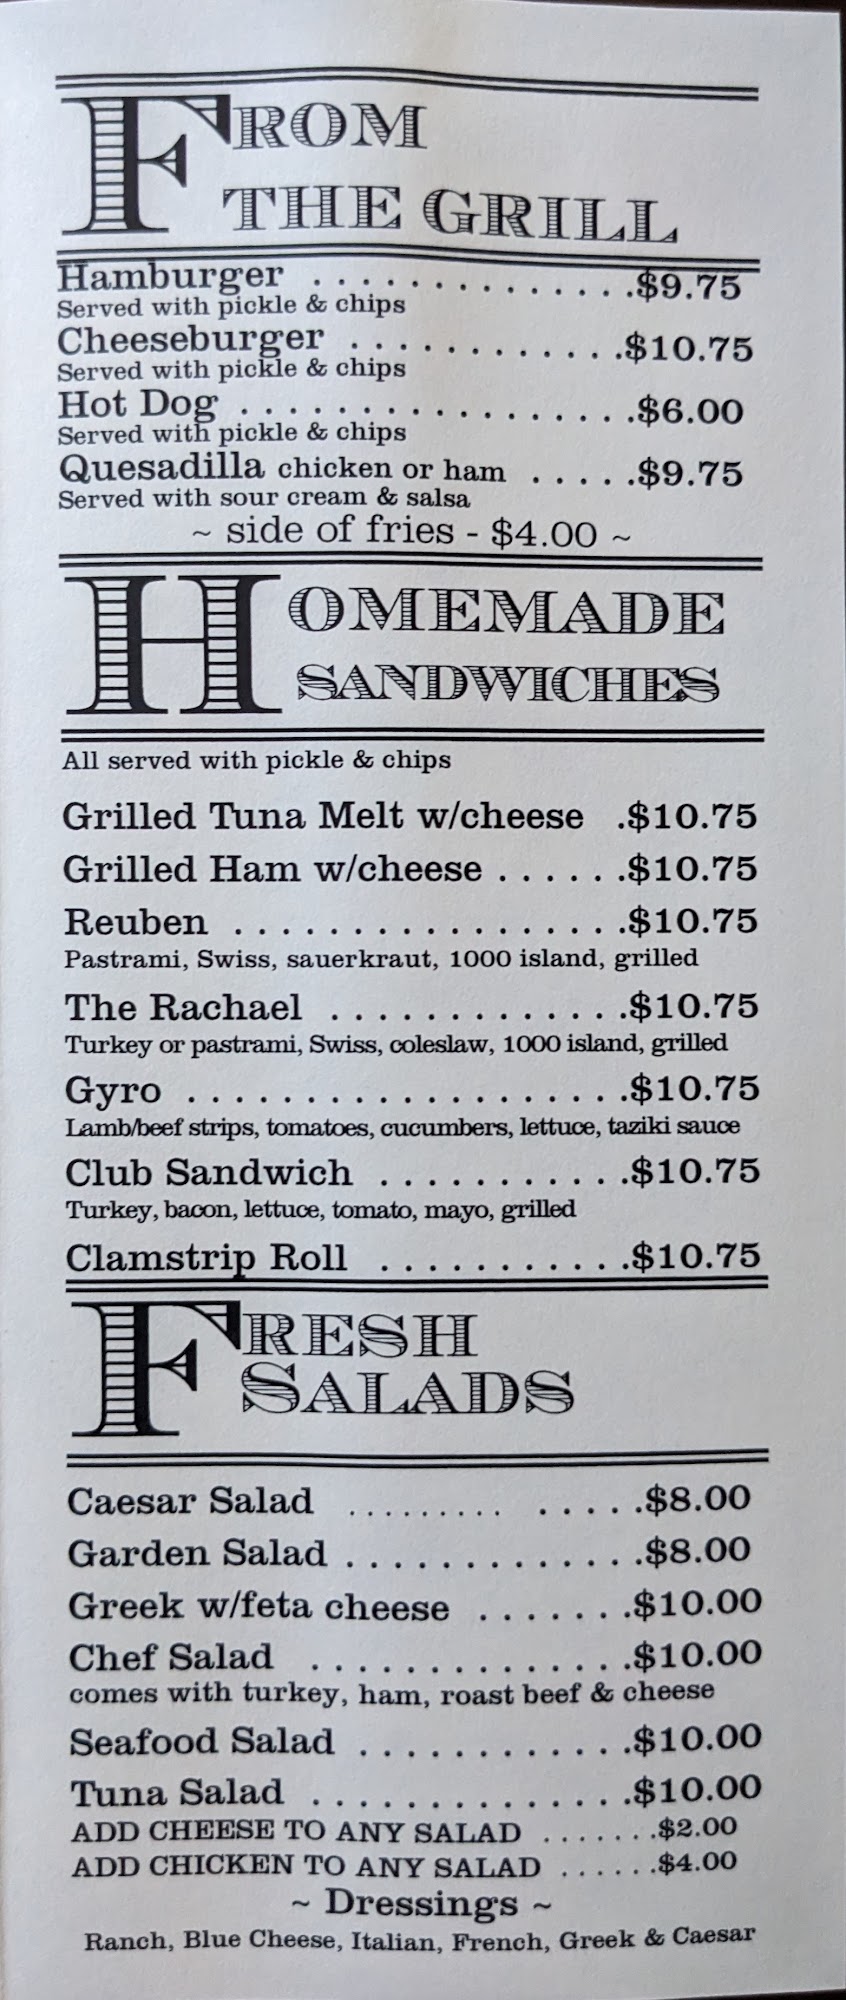 FROM
THE GRILL
Hamburger . . . . . . . . . . . . . .$9.75
Served with pickle & chips
Cheeseburger . . . . . . . . . . . .$10.75
Served with pickle & chips
Hot Dog . . . . . . . . . . . . . . . . .$6.00
Served with pickle & chips
Quesadilla chicken or ham . . . . .$9.75
Served with sour cream & salsa
~ side of fries - $4.00 ~
HOMEMADE
SANDWICHES
All served with pickle & chips
Grilled Tuna Melt w/cheese .$10.75
Grilled Ham w/cheese . . . . . .$10.75
Reuben . . . . . . . . . . . . . . . . .$10.75
Pastrami, Swiss, sauerkraut, 1000 island, grilled
The Rachael . . . . . . . . . . . . .$10.75
Turkey or pastrami, Swiss, coleslaw, 1000 island, grilled
Gyro . . . . . . . . . . . . . . . . . . .$10.75
Lamb/beef strips, tomatoes, cucumbers, lettuce, taziki sauce
Club Sandwich . . . . . . . . . . .$10.75
Turkey, bacon, lettuce, tomato, mayo, grilled
Clamstrip Roll . . . . . . . . . . .$10.75
FRESH
SALADS
Caesar Salad . . . . . . . . . . . . . .$8.00
Garden Salad . . . . . . . . . . . . .$8.00
Greek w/feta cheese . . . . . . .$10.00
Chef Salad . . . . . . . . . . . . . .$10.00
comes with turkey, ham, roast beef & cheese
Seafood Salad . . . . . . . . . . . .$10.00
Tuna Salad . . . . . . . . . . . . . .$10.00
ADD CHEESE TO ANY SALAD . . . . . . .$2.00
ADD CHICKEN TO ANY SALAD . . . . . .$4.00
~ Dressings ~
Ranch, Blue Cheese, Italian, French, Greek & Caesar